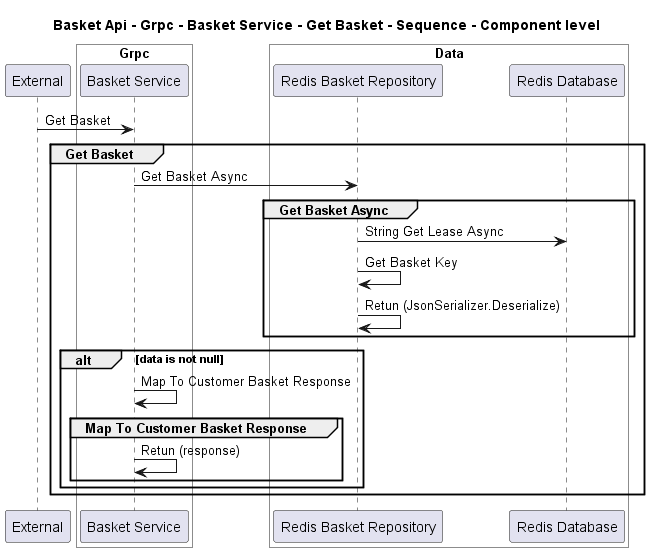 Basket Api - Grpc - Basket Service - Get Basket - Sequence - Component level
Grpc
Data
External
Basket Service
Redis Basket Repository
Redis Database
Get Basket
Get Basket
Get Basket Async
Get Basket Async
String Get Lease Async
Get Basket Key
Retun (JsonSerializer.Deserialize)
alt [data is not null]
Map To Customer Basket Response
Map To Customer Basket Response
Retun (response)
External
Basket Service
Redis Basket Repository
Redis Database